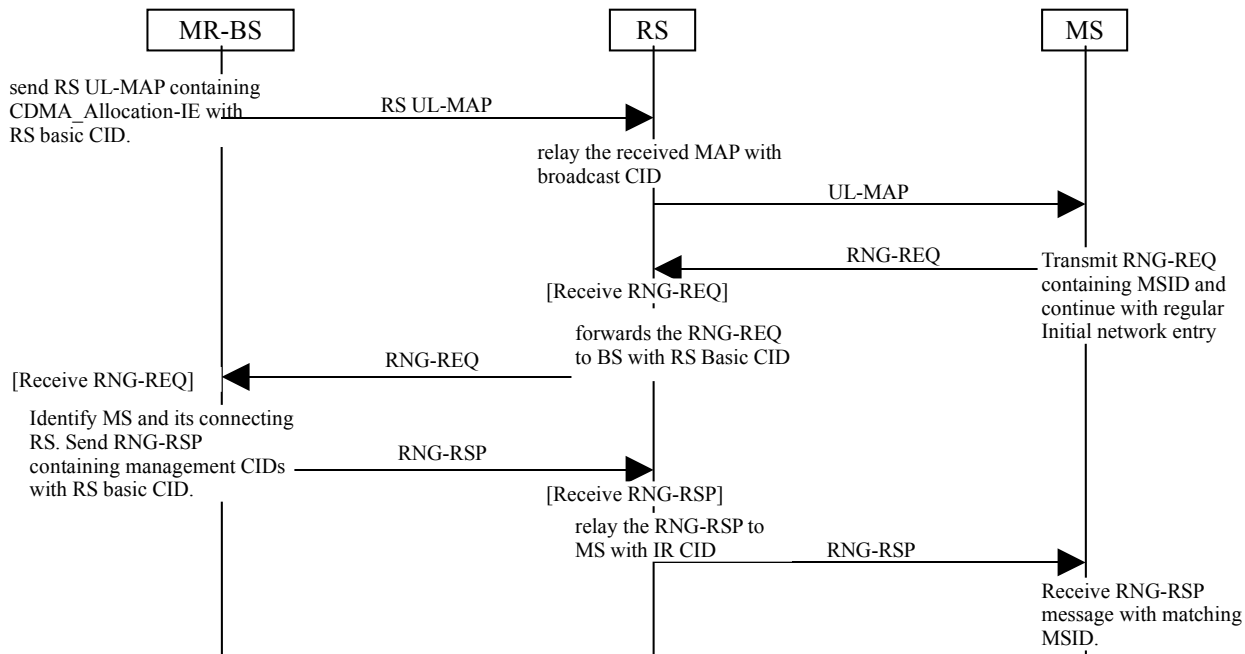 MR-BS
RS
MS
send RS UL-MAP containing
CDMA_Allocation-IE with
RS basic CID.
RS UL-MAP
relay the received MAP with
broadcast CID
UL-MAP
RNG-REQ
Transmit RNG-REQ
containing MSID and
continue with regular
Initial network entry
[Receive RNG-REQ]
forwards the RNG-REQ
to BS with RS Basic CID
RNG-REQ
[Receive RNG-REQ]
Identify MS and its connecting
RS. Send RNG-RSP
containing management CIDs
with RS basic CID.
RNG-RSP
[Receive RNG-RSP]
relay the RNG-RSP to
MS with IR CID
RNG-RSP
Receive RNG-RSP
message with matching
MSID.